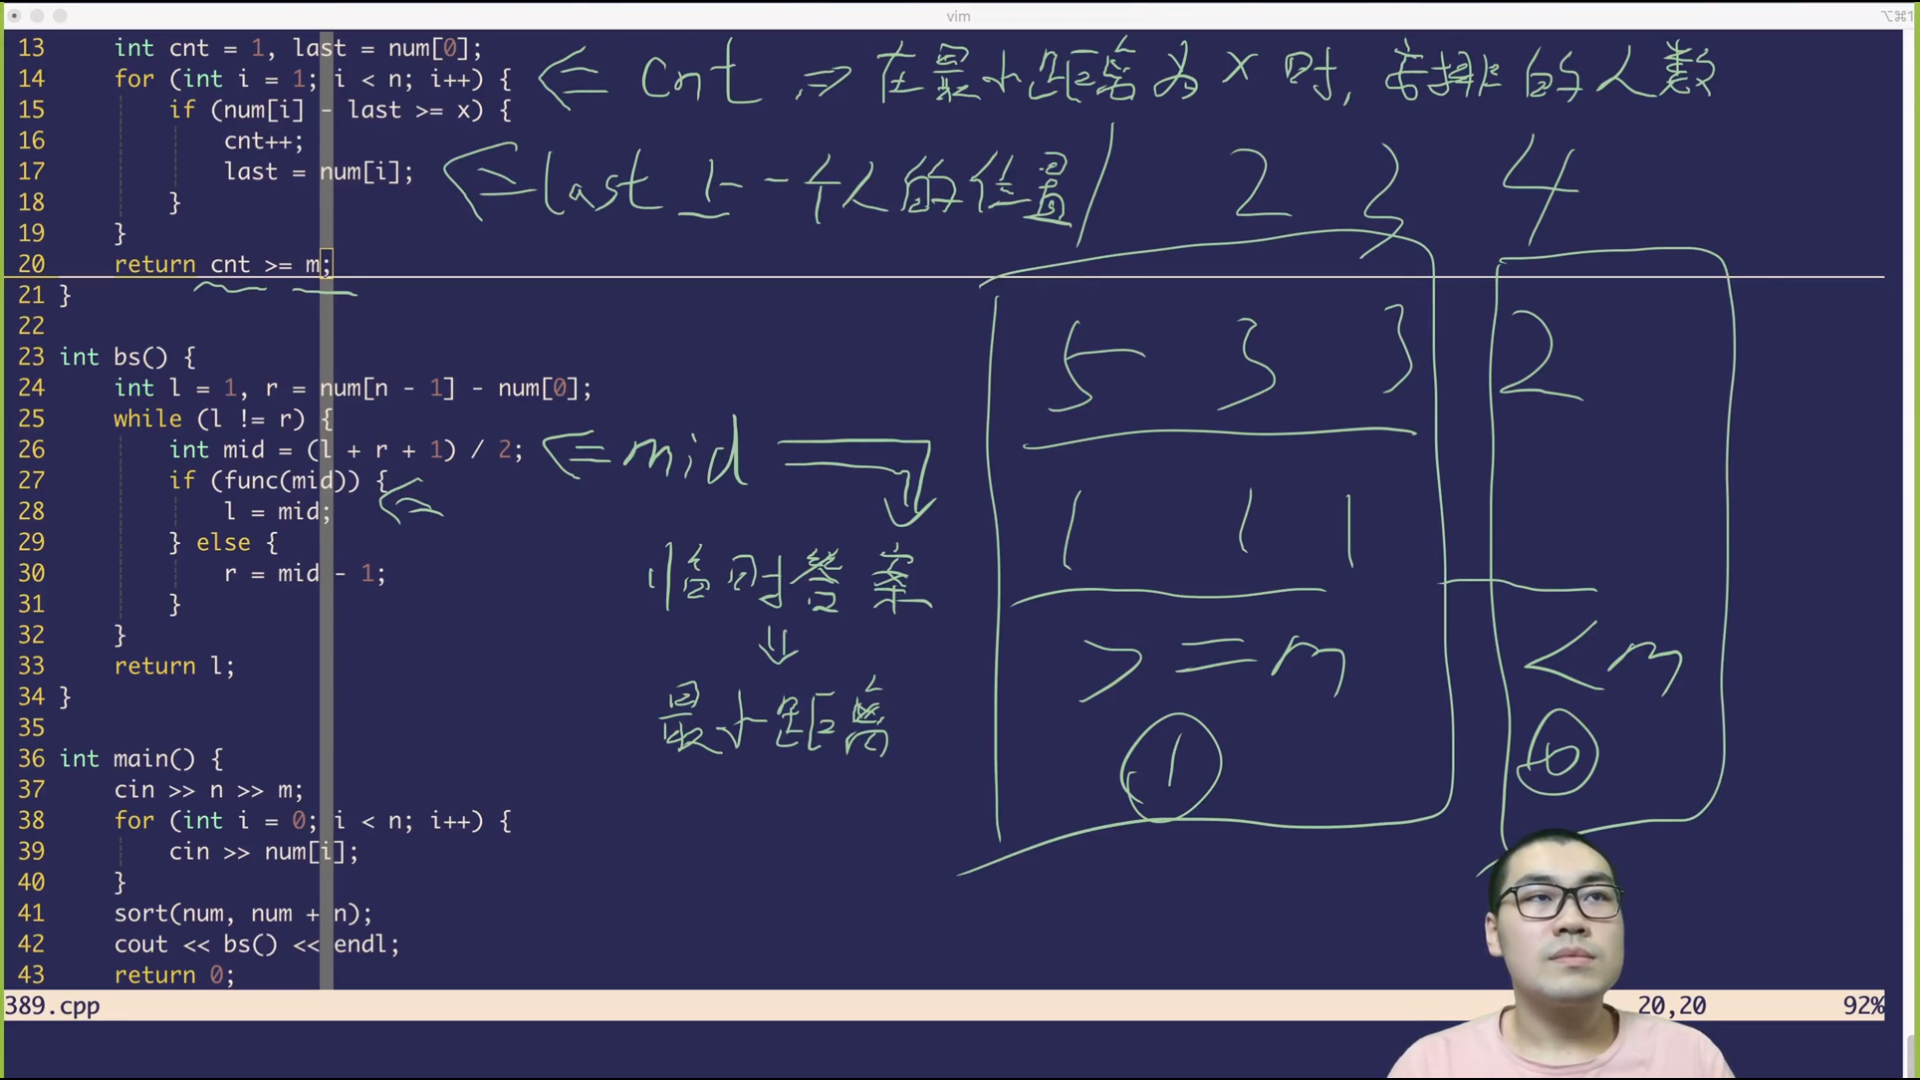 vim
⌥⌘1
13 int cnt = 1, last = num[0];
14 for (int i = 1; i < n; i++) {
15 if (num[i] - last >= x) {
16 cnt++;
17 last = num[i];
18 }
19 }
20 return cnt >= m;
21 }
22
23 int bs() {
24 int l = 1, r = num[n - 1] - num[0];
25 while (l != r) {
26 int mid = (l + r + 1) / 2;
27 if (func(mid)) {
28 l = mid;
29 } else {
30 r = mid - 1;
31 }
32 }
33 return l;
34 }
35
36 int main() {
37 cin >> n >> m;
38 for (int i = 0; i < n; i++) {
39 cin >> num[i];
40 }
41 sort(num, num + n);
42 cout << bs() << endl;
43 return 0;
389.cpp 20,20 92%
⇐ cnt ⇒ 在最小距离为 x 时, 安排的人数
⇐ last 上一个人的位置
1 2 3 4
5 3 3 2
1 1 1
>= m < m
1 0
⇐ mid
临时答案
⇓
最小距离